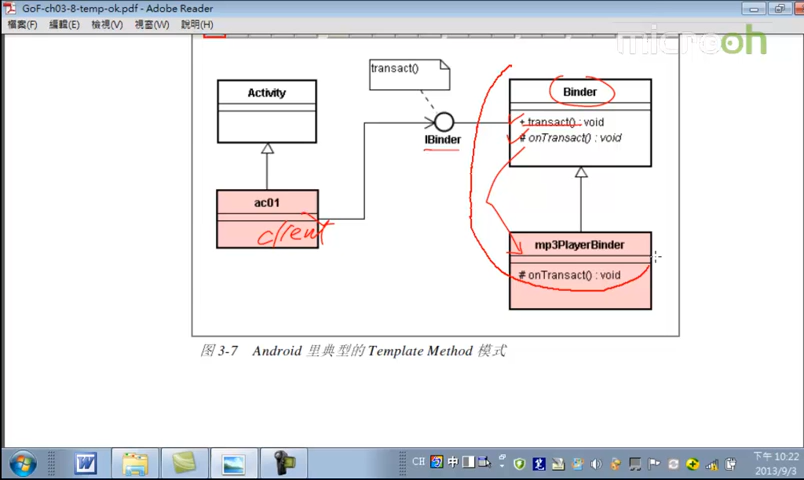 GoF-ch03-8-temp-ok.pdf - Adobe Reader
檔案(F) 編輯(E) 檢視(V) 視窗(W) 說明(H)
microoh
transact()
Activity
Binder
+ transact() : void
# onTransact() : void
IBinder
ac01
client
mp3PlayerBinder
# onTransact() : void
图 3-7 Android 里典型的 Template Method 模式
CH 中
下午 10:22
2013/9/3